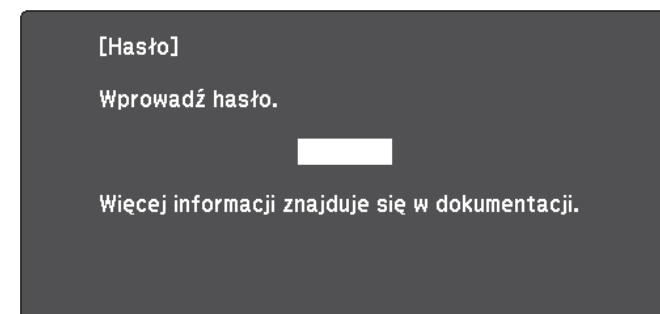 [Hasło]
Wprowadź hasło.
Więcej informacji znajduje się w dokumentacji.